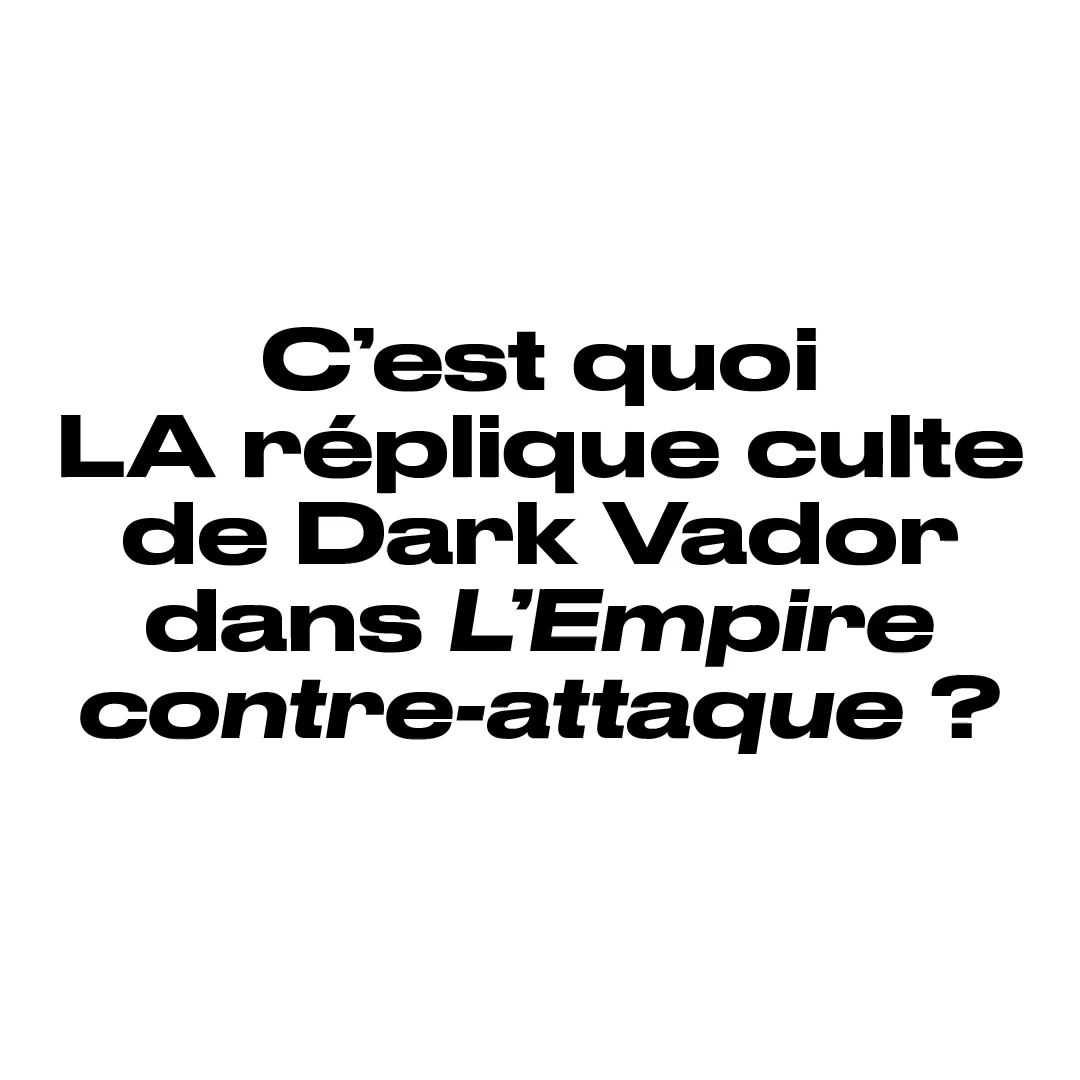 C’est quoi
LA réplique culte
de Dark Vador
dans L’Empire
contre-attaque ?